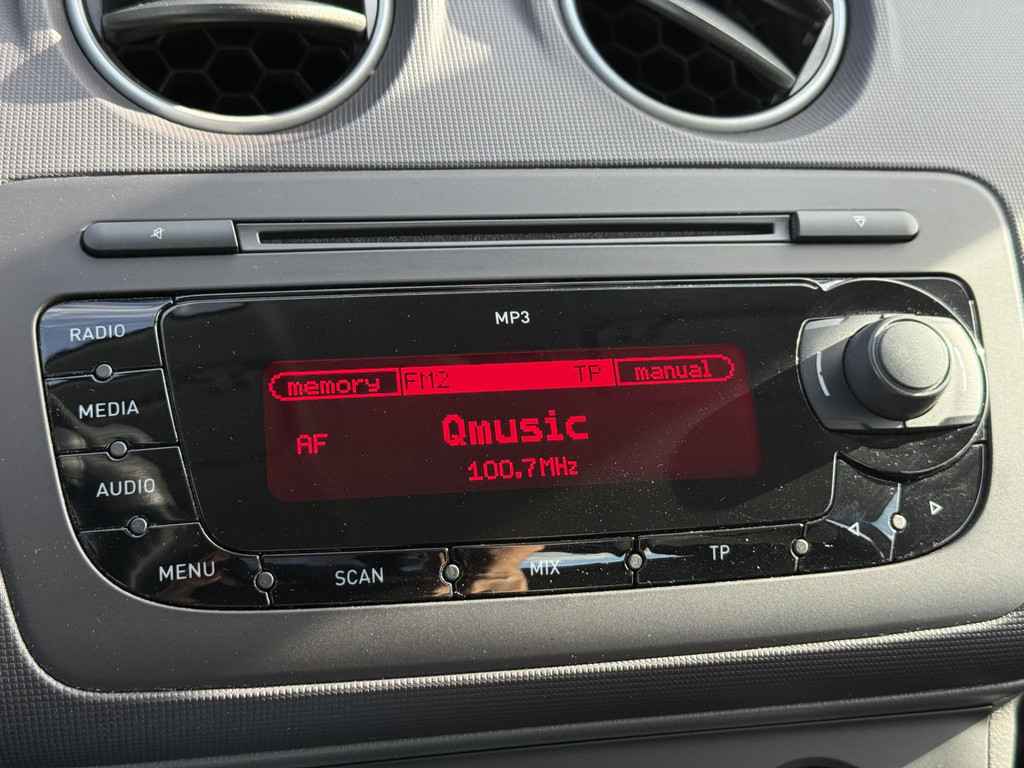 RADIO
MP3
MEDIA
memory FM2 TP manual
Qmusic
AF
100.7MHz
AUDIO
MENU
SCAN
MIX
TP